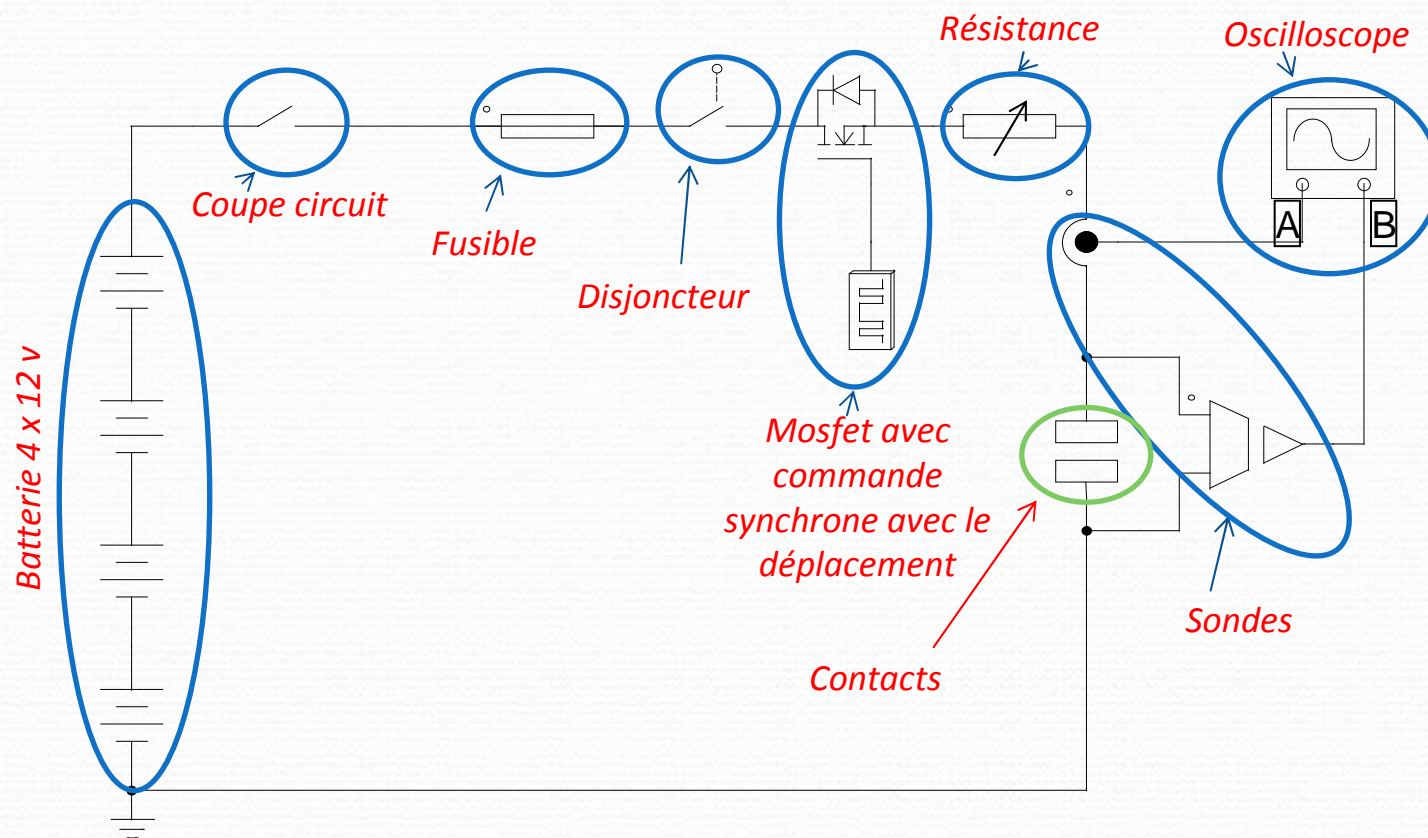 Résistance
Oscilloscope
A
B
Coupe circuit
Fusible
Disjoncteur
Batterie 4 x 12 v
Mosfet avec
commande
synchrone avec le
déplacement
Sondes
Contacts